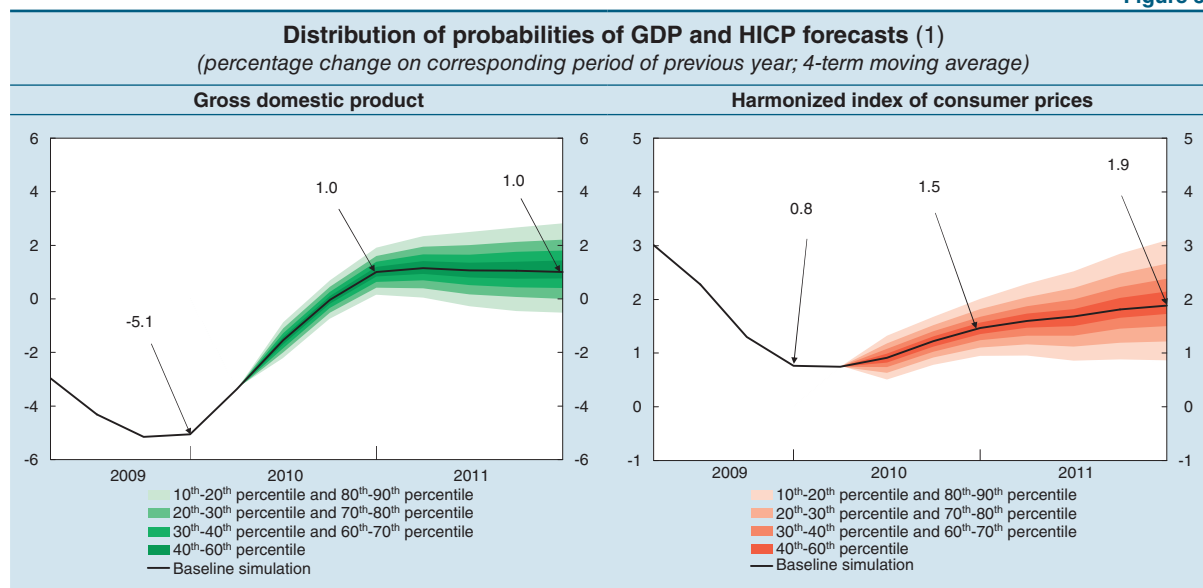 Figure
Distribution of probabilities of GDP and HICP forecasts (1)
(percentage change on corresponding period of previous year; 4-term moving average)
Gross domestic product
6
4
2
0
-2
-4
-6
6
4
2
0
-2
-4
-6
-5.1
1.0
1.0
2009
2010
2011
10th-20th percentile and 80th-90th percentile
20th-30th percentile and 70th-80th percentile
30th-40th percentile and 60th-70th percentile
40th-60th percentile
Baseline simulation
Harmonized index of consumer prices
5
4
3
2
1
0
-1
5
4
3
2
1
0
-1
0.8
1.5
1.9
2009
2010
2011
10th-20th percentile and 80th-90th percentile
20th-30th percentile and 70th-80th percentile
30th-40th percentile and 60th-70th percentile
40th-60th percentile
Baseline simulation